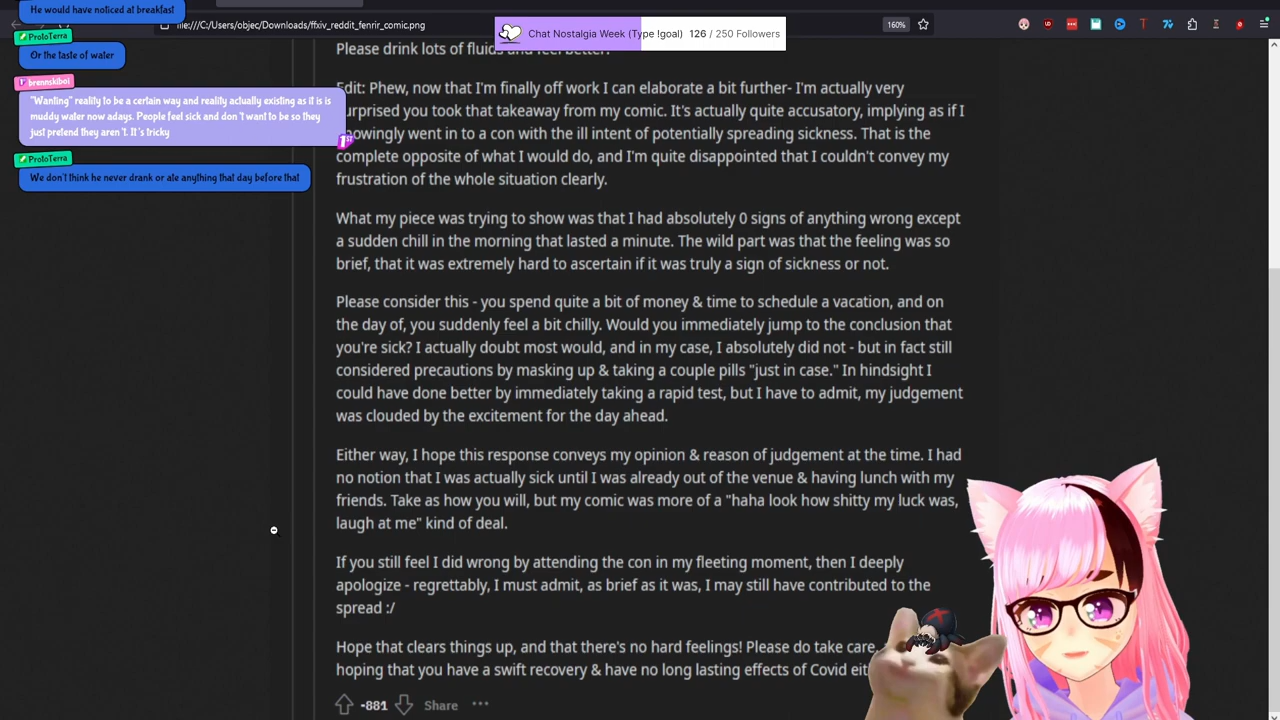 He would have noticed at breakfast
ProtoTerra
Or the taste of water
brennskiboi
"Wanting" reality to be a certain way and reality actually existing as it is is
muddy water now adays. People feel sick and don't want to be so they
just pretend they aren't. It's tricky
1ST
ProtoTerra
We don't think he never drank or ate anything that day before that
file:///C:/Users/objec/Downloads/ffxiv_reddit_fenrir_comic.png
160%
Chat Nostalgia Week (Type !goal) 126 / 250 Followers
Please drink lots of fluids and feel better!
Edit: Phew, now that I'm finally off work I can elaborate a bit further- I'm actually very
surprised you took that takeaway from my comic. It's actually quite accusatory, implying as if I
knowingly went in to a con with the ill intent of potentially spreading sickness. That is the
complete opposite of what I would do, and I'm quite disappointed that I couldn't convey my
frustration of the whole situation clearly.
What my piece was trying to show was that I had absolutely 0 signs of anything wrong except
a sudden chill in the morning that lasted a minute. The wild part was that the feeling was so
brief, that it was extremely hard to ascertain if it was truly a sign of sickness or not.
Please consider this - you spend quite a bit of money & time to schedule a vacation, and on
the day of, you suddenly feel a bit chilly. Would you immediately jump to the conclusion that
you're sick? I actually doubt most would, and in my case, I absolutely did not - but in fact still
considered precautions by masking up & taking a couple pills "just in case." In hindsight I
could have done better by immediately taking a rapid test, but I have to admit, my judgement
was clouded by the excitement for the day ahead.
Either way, I hope this response conveys my opinion & reason of judgement at the time. I had
no notion that I was actually sick until I was already out of the venue & having lunch with my
friends. Take as how you will, but my comic was more of a "haha look how shitty my luck was,
laugh at me" kind of deal.
If you still feel I did wrong by attending the con in my fleeting moment, then I deeply
apologize - regrettably, I must admit, as brief as it was, I may still have contributed to the
spread :/
Hope that clears things up, and that there's no hard feelings! Please do take care,
hoping that you have a swift recovery & have no long lasting effects of Covid eit
-881
Share